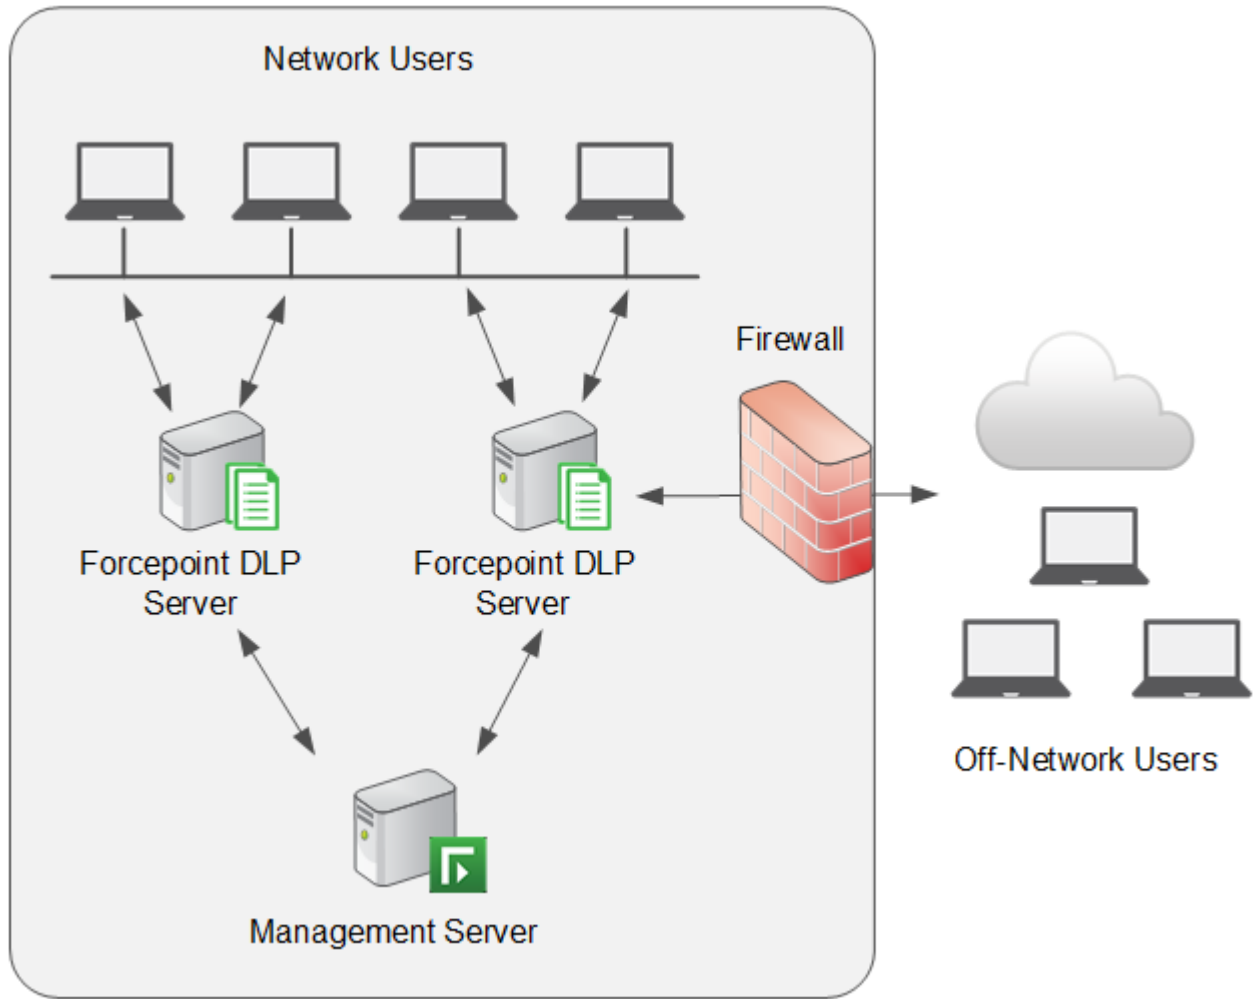 Network Users
Firewall
Forcepoint DLP
Server
Forcepoint DLP
Server
Off-Network Users
Management Server